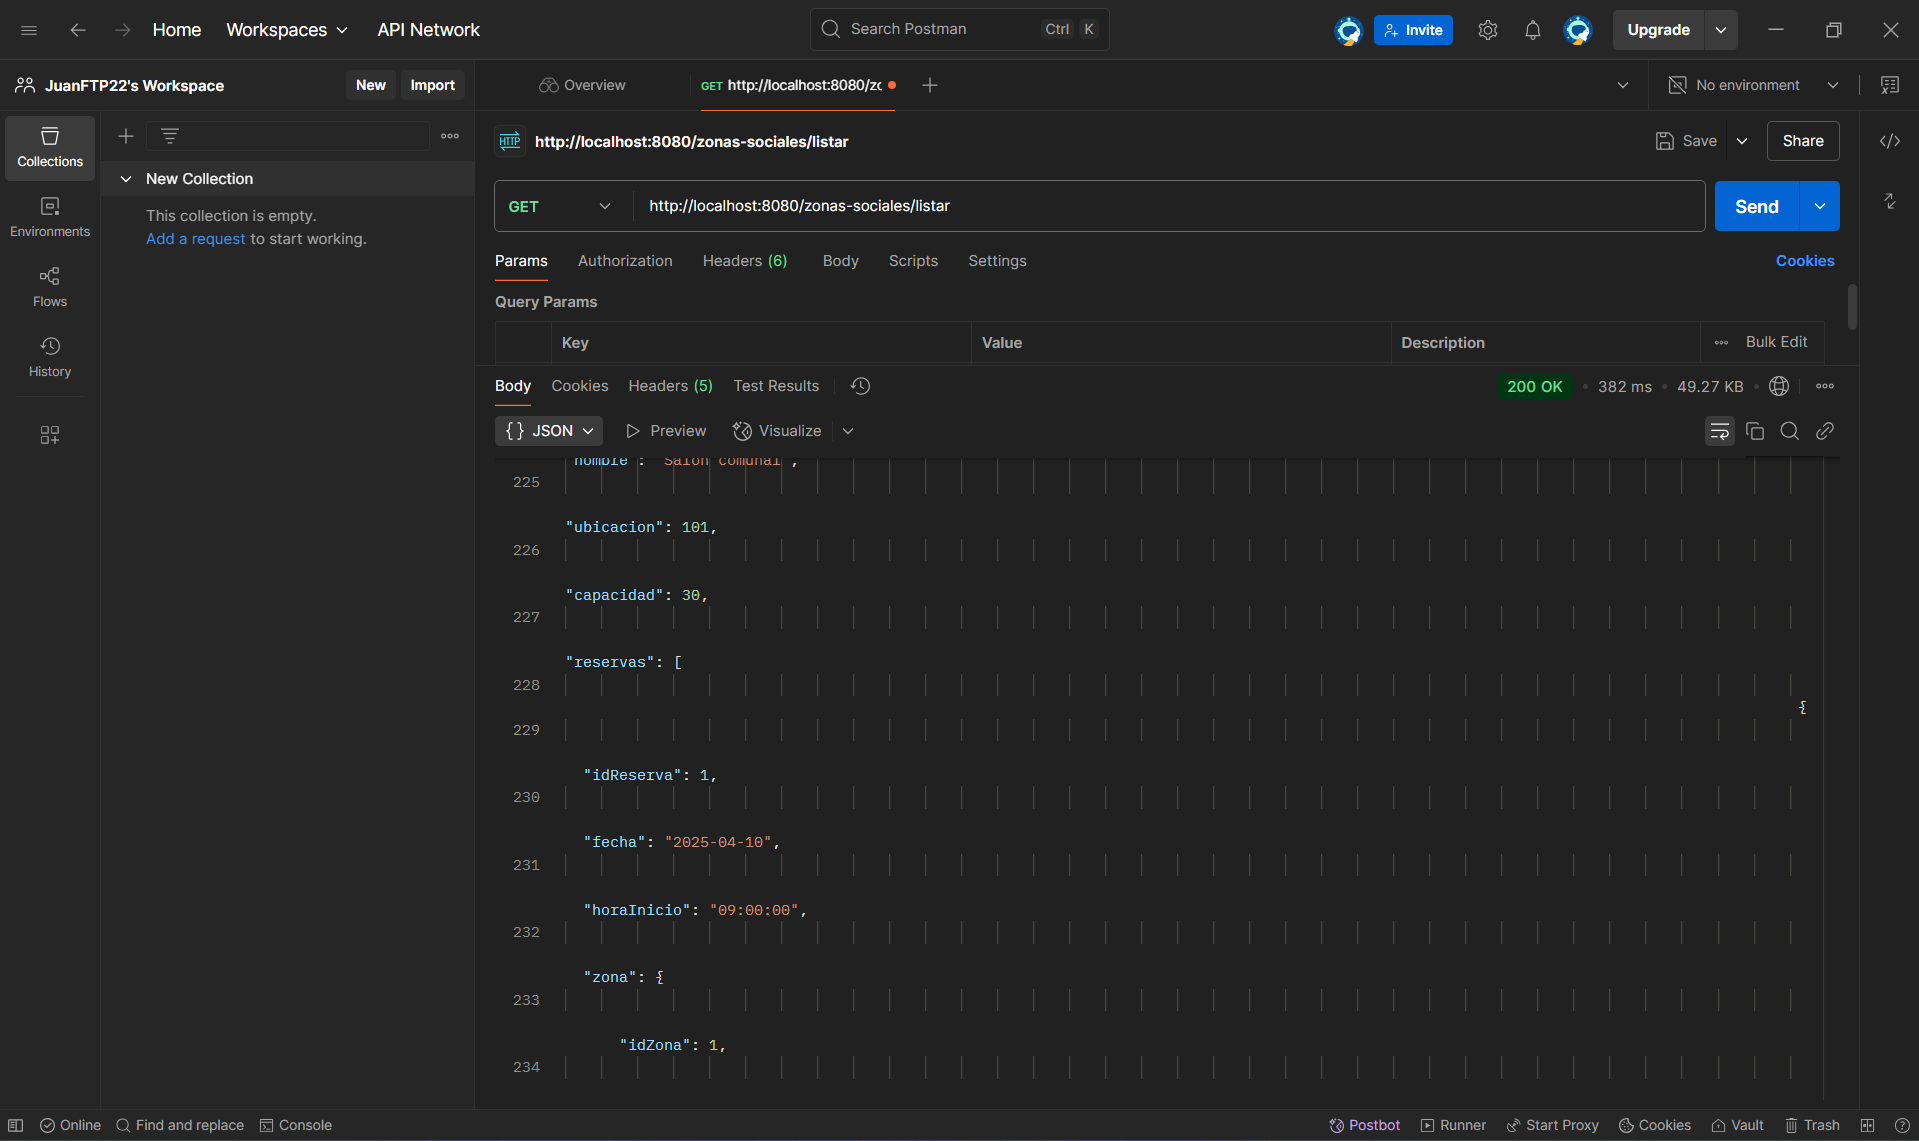 Home Workspaces API Network Search Postman Ctrl K Invite Upgrade
JuanFTP22's Workspace New Import Overview GET http://localhost:8080/zo No environment
http://localhost:8080/zonas-sociales/listar Save Share
Collections
New Collection
This collection is empty.
Add a request to start working.
Environments
Flows
History
GET http://localhost:8080/zonas-sociales/listar Send
Params Authorization Headers (6) Body Scripts Settings Cookies
Query Params
Key Value Description Bulk Edit
Body Cookies Headers (5) Test Results 200 OK 382 ms 49.27 KB
{} JSON Preview Visualize
"nombre": "Salon comunal",
225
"ubicacion": 101,
226
"capacidad": 30,
227
"reservas": [
228
{
229
"idReserva": 1,
230
"fecha": "2025-04-10",
231
"horaInicio": "09:00:00",
232
"zona": {
233
"idZona": 1,
234
Online Find and replace Console Postbot Runner Start Proxy Cookies Vault Trash